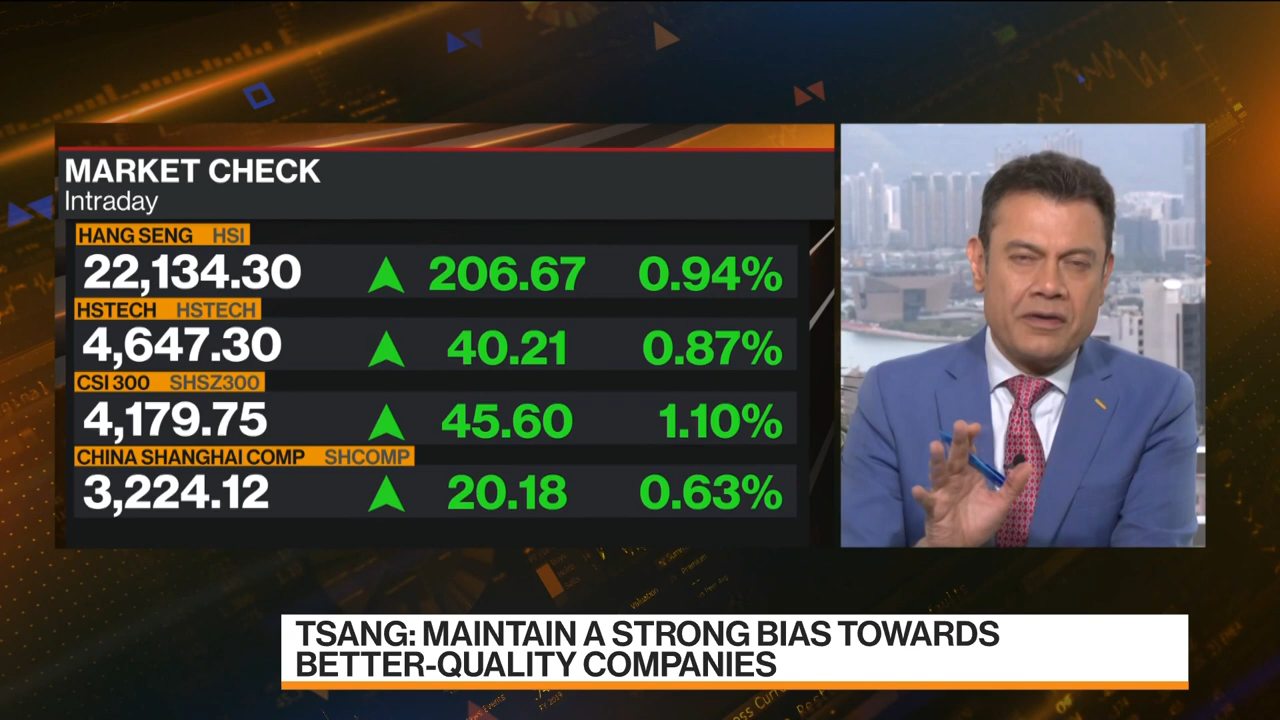 MARKET CHECK
Intraday
HANG SENG HSI
22,134.30 206.67 0.94%
HSTECH HSTECH
4,647.30 40.21 0.87%
CSI 300 SHSZ300
4,179.75 45.60 1.10%
CHINA SHANGHAI COMP SHCOMP
3,224.12 20.18 0.63%
TSANG: MAINTAIN A STRONG BIAS TOWARDS
BETTER-QUALITY COMPANIES